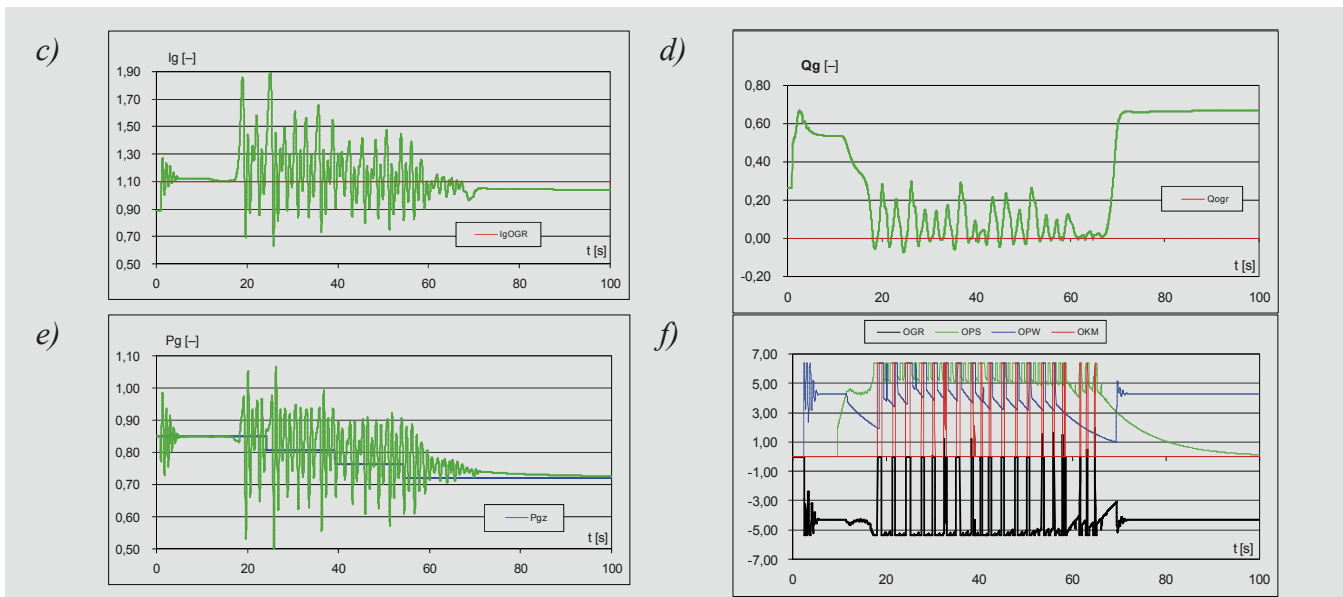 c)
Ig [–]
1,90
1,70
1,50
1,30
1,10
0,90
0,70
0,50
IgOGR
t [s]
0 20 40 60 80 100
d)
Qg [–]
0,80
0,60
0,40
0,20
0,00
-0,20
Qogr
t [s]
0 20 40 60 80 100
e)
Pg [–]
1,10
1,00
0,90
0,80
0,70
0,60
0,50
Pgz
t [s]
0 20 40 60 80 100
f)
OGR OPS OPW OKM
7,00
5,00
3,00
1,00
-1,00
-3,00
-5,00
-7,00
t [s]
0 20 40 60 80 100